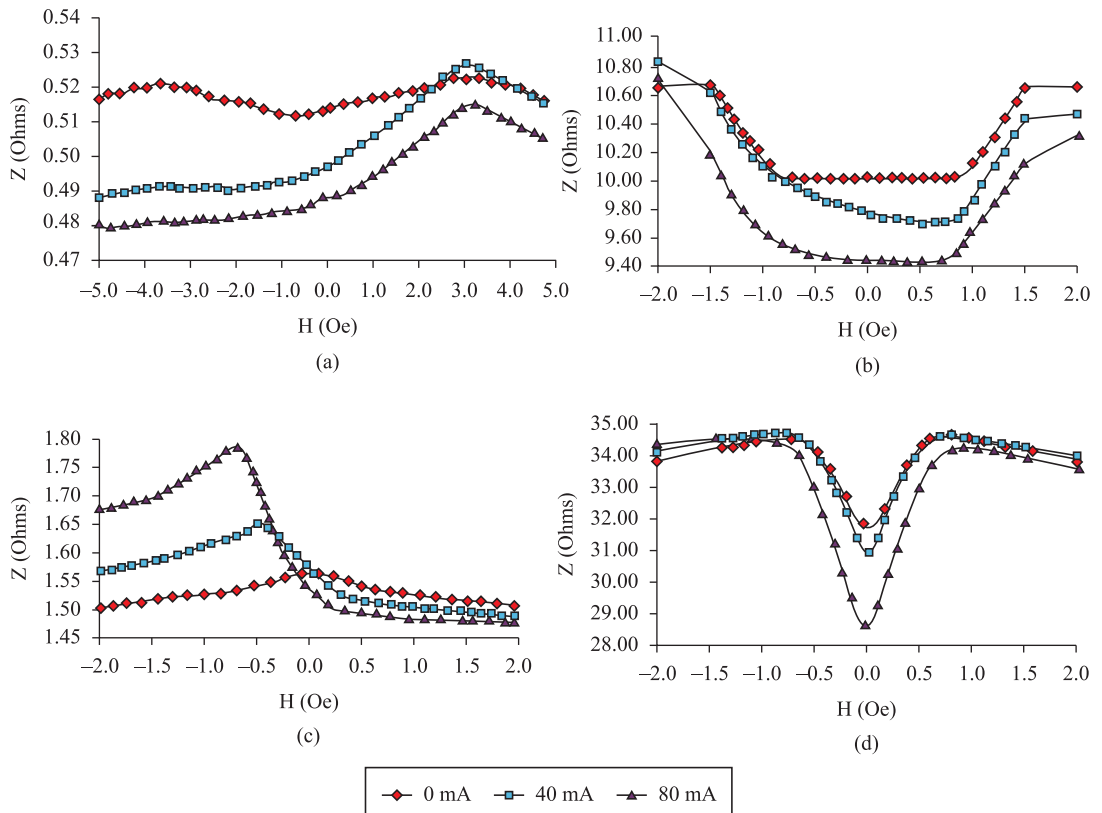 0.54
0.53
0.52
0.51
0.50
0.49
0.48
0.47
Z (Ohms)
–5.0 –4.0 –3.0 –2.0 –1.0 0.0 1.0 2.0 3.0 4.0 5.0
H (Oe)
(a)
11.00
10.80
10.60
10.40
10.20
10.00
9.80
9.60
9.40
Z (Ohms)
–2.0 –1.5 –1.0 –0.5 0.0 0.5 1.0 1.5 2.0
H (Oe)
(b)
1.80
1.75
1.70
1.65
1.60
1.55
1.50
1.45
Z (Ohms)
–2.0 –1.5 –1.0 –0.5 0.0 0.5 1.0 1.5 2.0
H (Oe)
(c)
35.00
34.00
33.00
32.00
31.00
30.00
29.00
28.00
Z (Ohms)
–2.0 –1.5 –1.0 –0.5 0.0 0.5 1.0 1.5 2.0
H (Oe)
(d)
0 mA 40 mA 80 mA